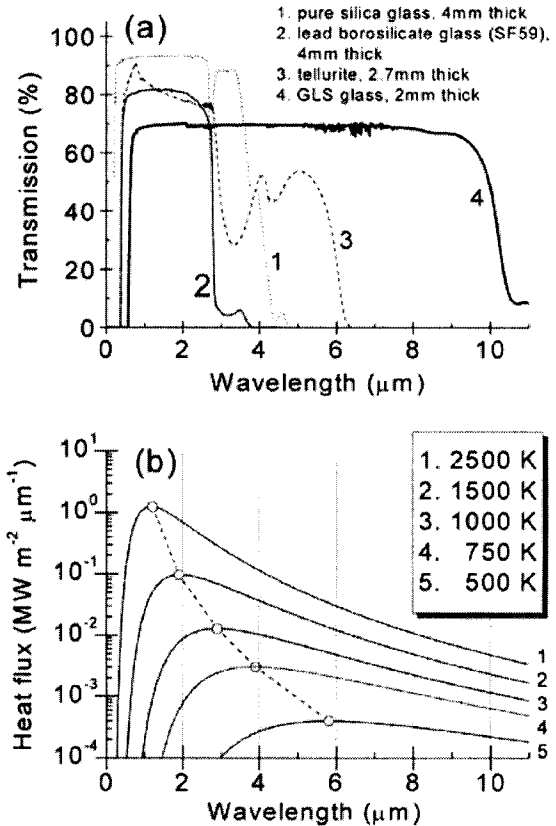 (a)
1. pure silica glass, 4mm thick
2. lead borosilicate glass (SF59),
4mm thick
3. tellurite, 2.7mm thick
4. GLS glass, 2mm thick
Transmission (%)
100
80
60
40
20
0
2
1
3
4
0 2 4 6 8 10
Wavelength (μm)
(b)
1. 2500 K
2. 1500 K
3. 1000 K
4. 750 K
5. 500 K
Heat flux (MW m⁻² μm⁻¹)
10¹
10⁰
10⁻¹
10⁻²
10⁻³
10⁻⁴
1
2
3
4
5
0 2 4 6 8 10
Wavelength (μm)